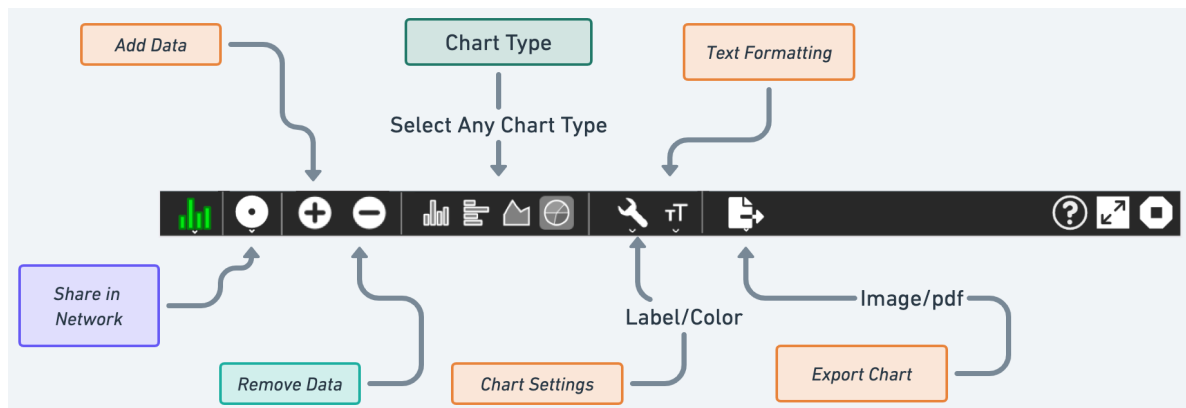 Add Data
Chart Type
Text Formatting
Select Any Chart Type
TT
?
Share in
Network
Label/Color
Image/pdf
Remove Data
Chart Settings
Export Chart